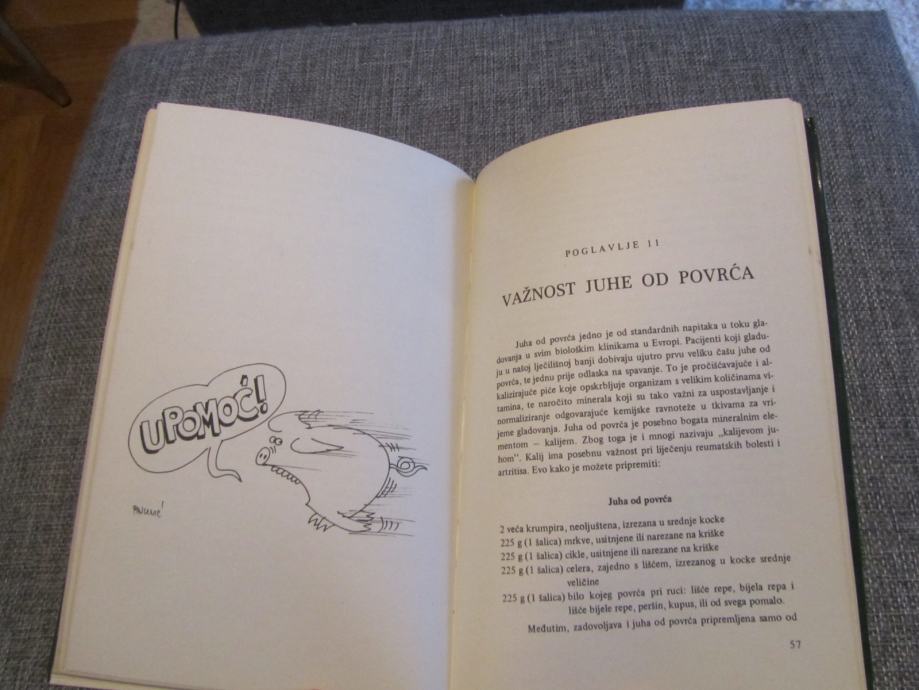 UPOMOĆ!
POGLAVLJE 11
VAŽNOST JUHE OD POVRĆA
Juha od povrća jedno je od standardnih napitaka u toku gla-
dovanja u svim biološkim klinikama u Evropi. Pacijenti koji gladu-
ju u našoj lječilišnoj banji dobivaju ujutro prvu veliku čašu juhe od
povrća, te jednu prije odlaska na spavanje. To je pročišćavajuće i al-
kalizirajuće piće koje opskrbljuje organizam s velikim količinama vi-
tamina, te naročito minerala koji su tako važni za uspostavljanje i
normaliziranje odgovarajuće kemijske ravnoteže u tkivama za vri-
jeme gladovanja. Juha od povrća je posebno bogata mineralnim ele-
mentom – kalijem. Zbog toga je i mnogi nazivaju „kalijevom ju-
hom”. Kalij ima posebnu važnost pri liječenju reumatskih bolesti i
artritisa. Evo kako je možete pripremiti:
Juha od povrća
2 veća krumpira, neoljuštena, izrezana u srednje kocke
225 g (1 šalica) mrkve, usitnjene ili narezane na kriške
225 g (1 šalica) cikle, usitnjene ili narezane na kriške
225 g (1 šalica) celera, zajedno s lišćem, izrezanog u kocke srednje
veličine
225 g (1 šalica) bilo kojeg povrća pri ruci: lišće repe, bijela repa i
lišće bijele repe, peršin, kupus, ili od svega pomalo.
Međutim, zadovoljava i juha od povrća pripremljena samo od
57